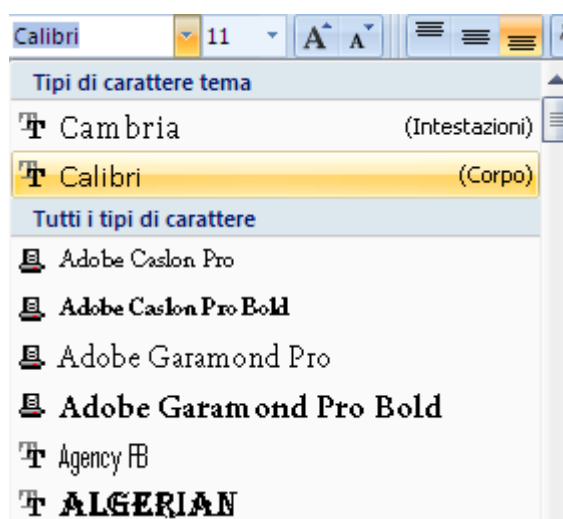 Calibri 11 A A
Tipi di carattere tema
Cambria (Intestazioni)
Calibri (Corpo)
Tutti i tipi di carattere
Adobe Caslon Pro
Adobe Caslon Pro Bold
Adobe Garamond Pro
Adobe Garamond Pro Bold
Agency FB
ALGERIAN